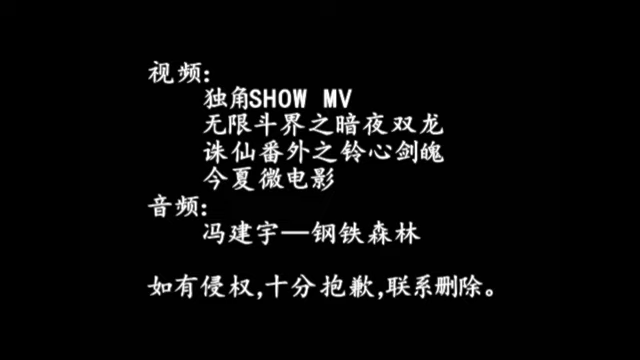 视频:
独角SHOW MV
无限斗界之暗夜双龙
诛仙番外之铃心剑魄
今夏微电影
音频:
冯建宇—钢铁森林
如有侵权,十分抱歉,联系删除。